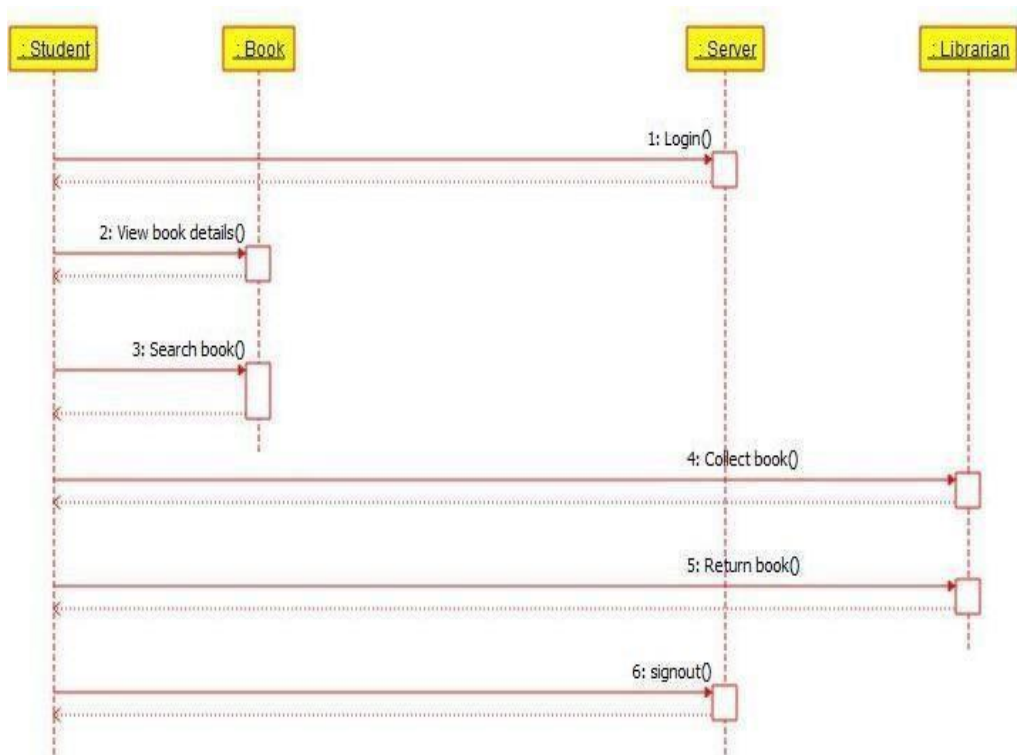 : Student
: Book
: Server
: Librarian
1: Login()
2: View book details()
3: Search book()
4: Collect book()
5: Return book()
6: signout()